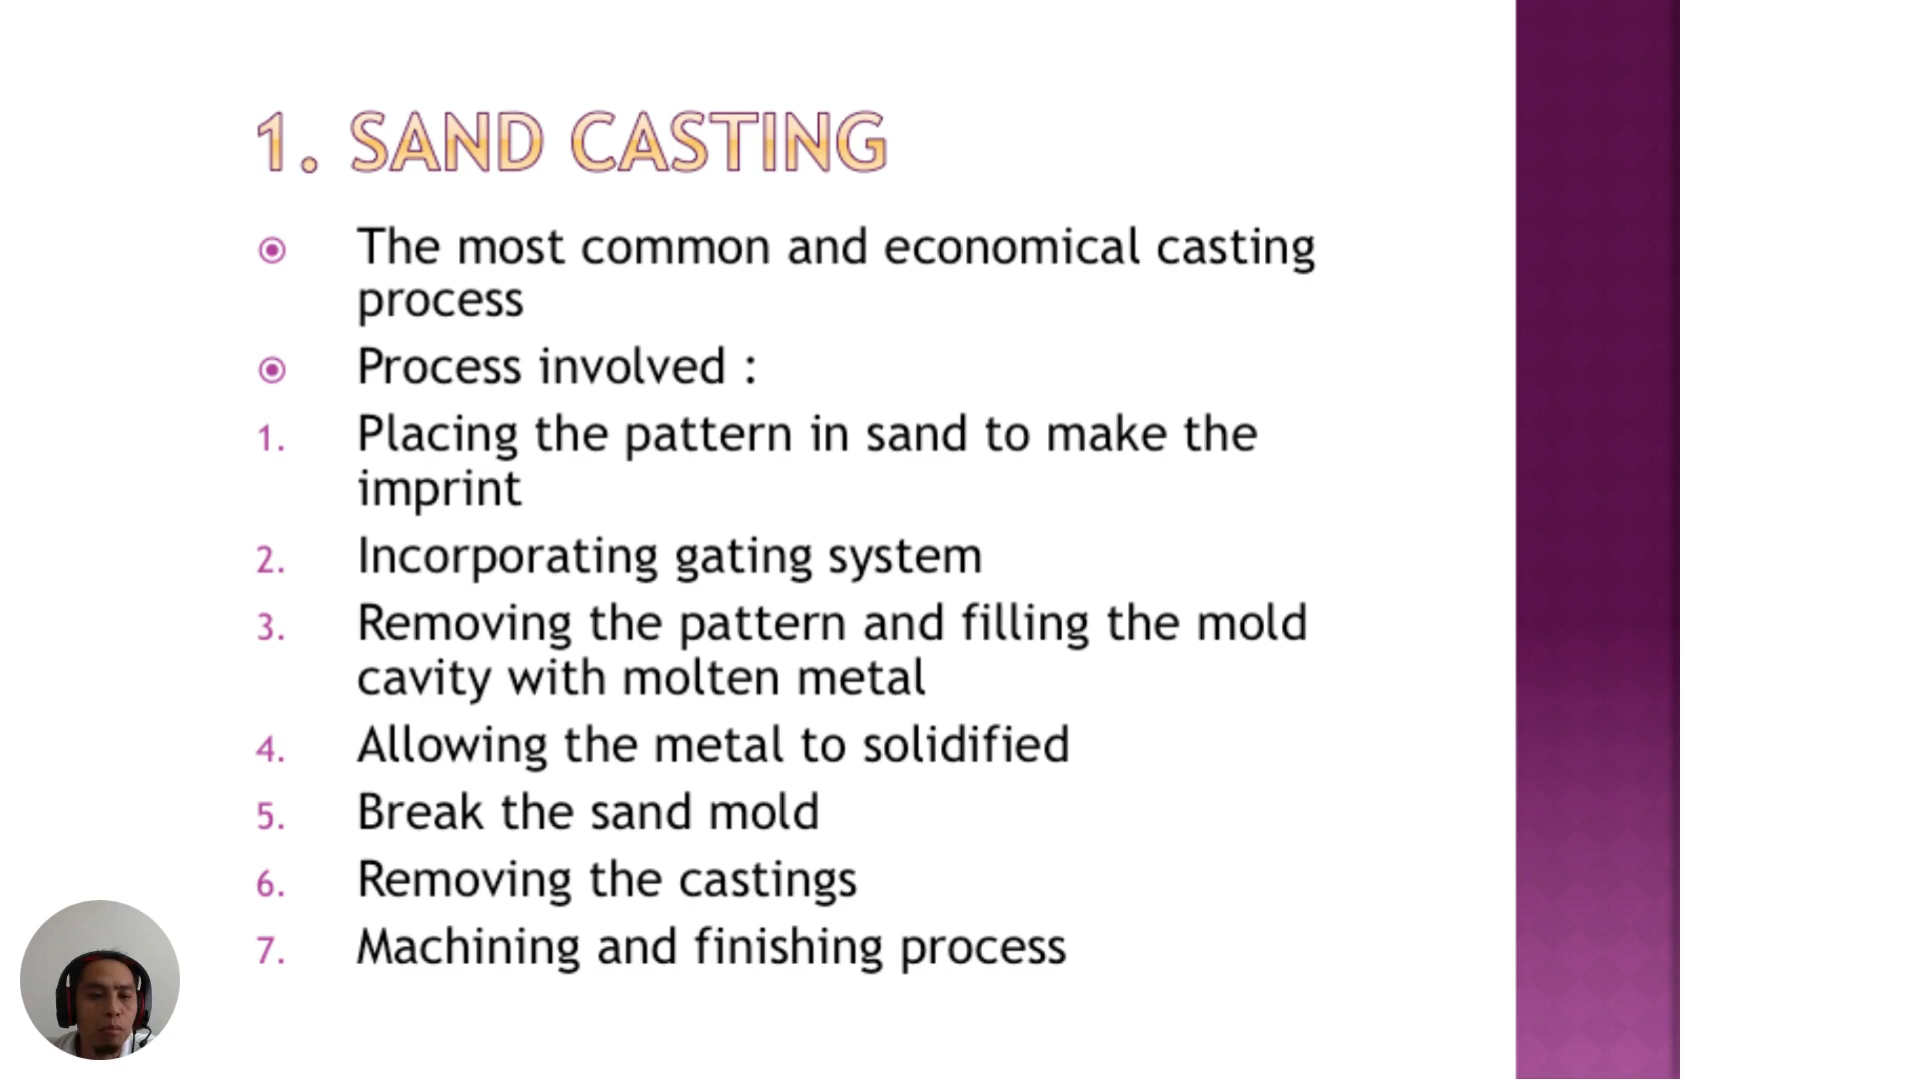 1. SAND CASTING
The most common and economical casting
process
Process involved :
1. Placing the pattern in sand to make the
imprint
2. Incorporating gating system
3. Removing the pattern and filling the mold
cavity with molten metal
4. Allowing the metal to solidified
5. Break the sand mold
6. Removing the castings
7. Machining and finishing process